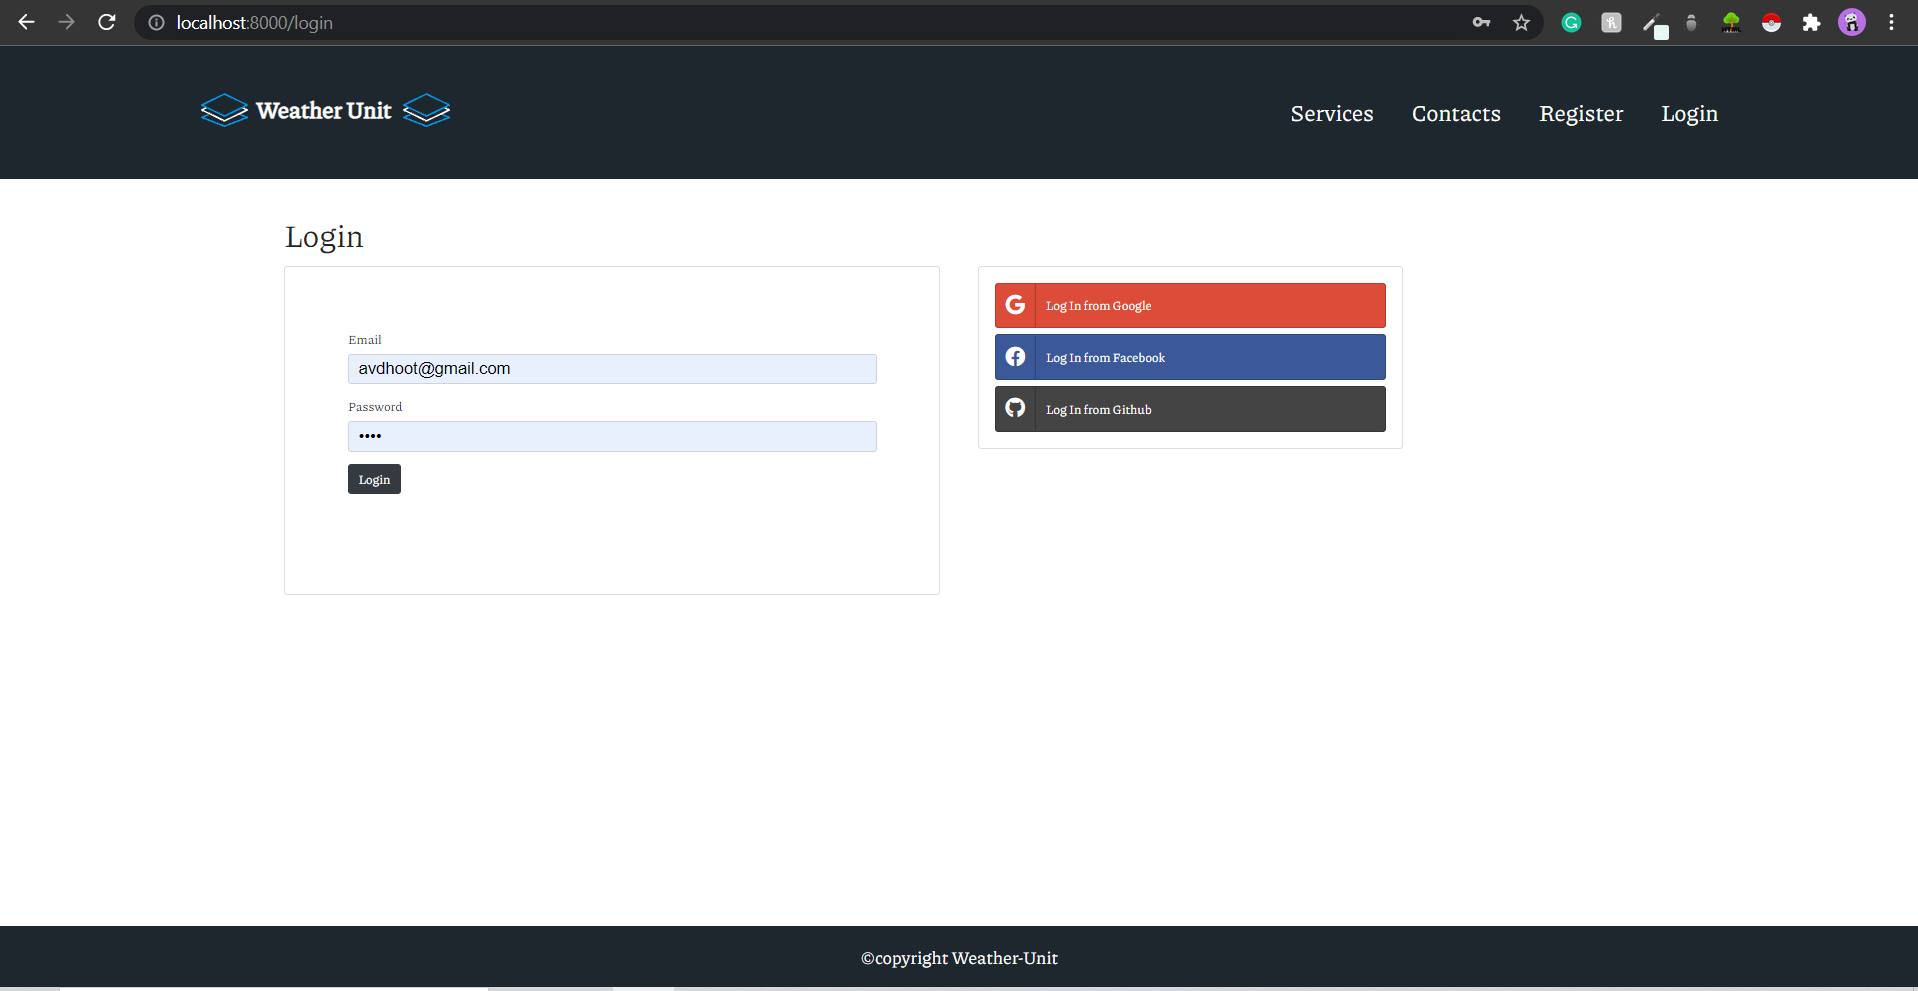 localhost:8000/login
Weather Unit
Services Contacts Register Login
Login
Email
avdhoot@gmail.com
Password
••••
Login
Log In from Google
Log In from Facebook
Log In from Github
©copyright Weather-Unit